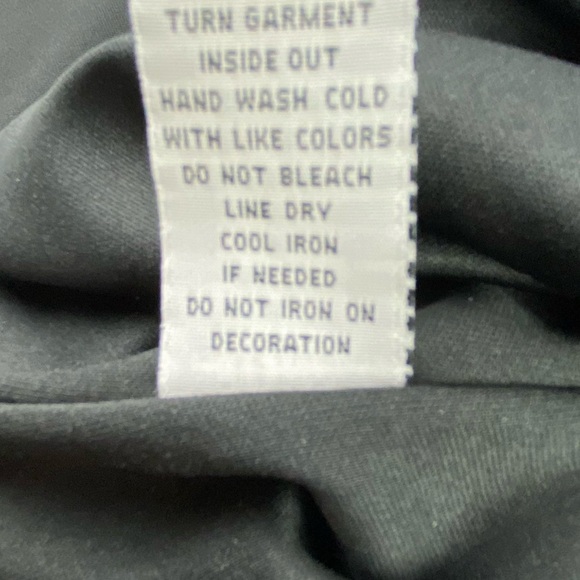 TURN GARMENT
INSIDE OUT
HAND WASH COLD
WITH LIKE COLORS
DO NOT BLEACH
LINE DRY
COOL IRON
IF NEEDED
DO NOT IRON ON
DECORATION